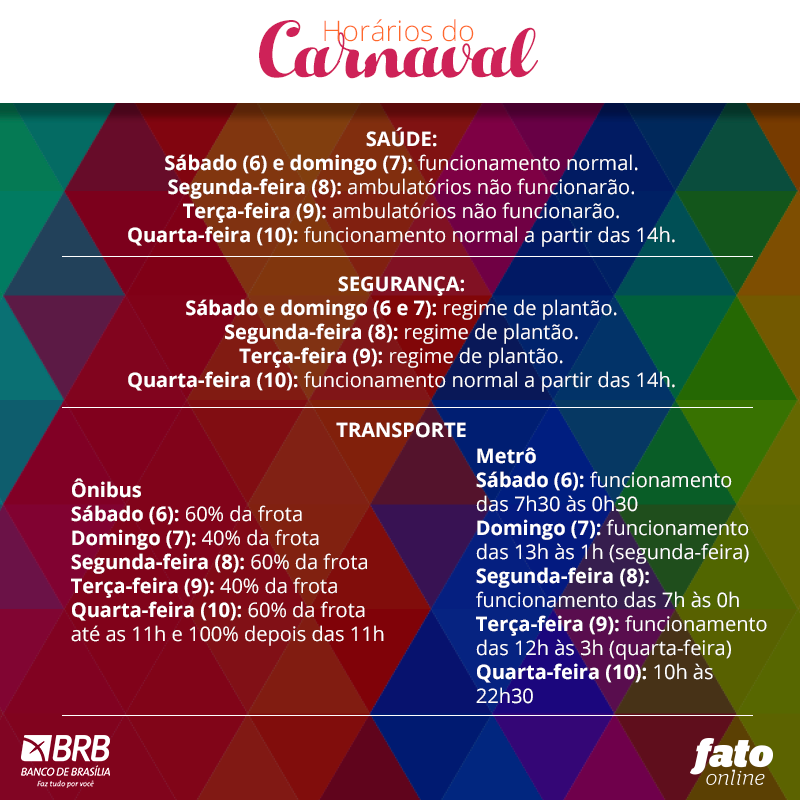 Horários do
Carnaval
SAÚDE:
Sábado (6) e domingo (7): funcionamento normal.
Segunda-feira (8): ambulatórios não funcionarão.
Terça-feira (9): ambulatórios não funcionarão.
Quarta-feira (10): funcionamento normal a partir das 14h.
SEGURANÇA:
Sábado e domingo (6 e 7): regime de plantão.
Segunda-feira (8): regime de plantão.
Terça-feira (9): regime de plantão.
Quarta-feira (10): funcionamento normal a partir das 14h.
TRANSPORTE
Ônibus
Sábado (6): 60% da frota
Domingo (7): 40% da frota
Segunda-feira (8): 60% da frota
Terça-feira (9): 40% da frota
Quarta-feira (10): 60% da frota
até as 11h e 100% depois das 11h
Metrô
Sábado (6): funcionamento
das 7h30 às 0h30
Domingo (7): funcionamento
das 13h às 1h (segunda-feira)
Segunda-feira (8):
funcionamento das 7h às 0h
Terça-feira (9): funcionamento
das 12h às 3h (quarta-feira)
Quarta-feira (10): 10h às
22h30
BRB
BANCO DE BRASÍLIA
Faz tudo por você
fato
online